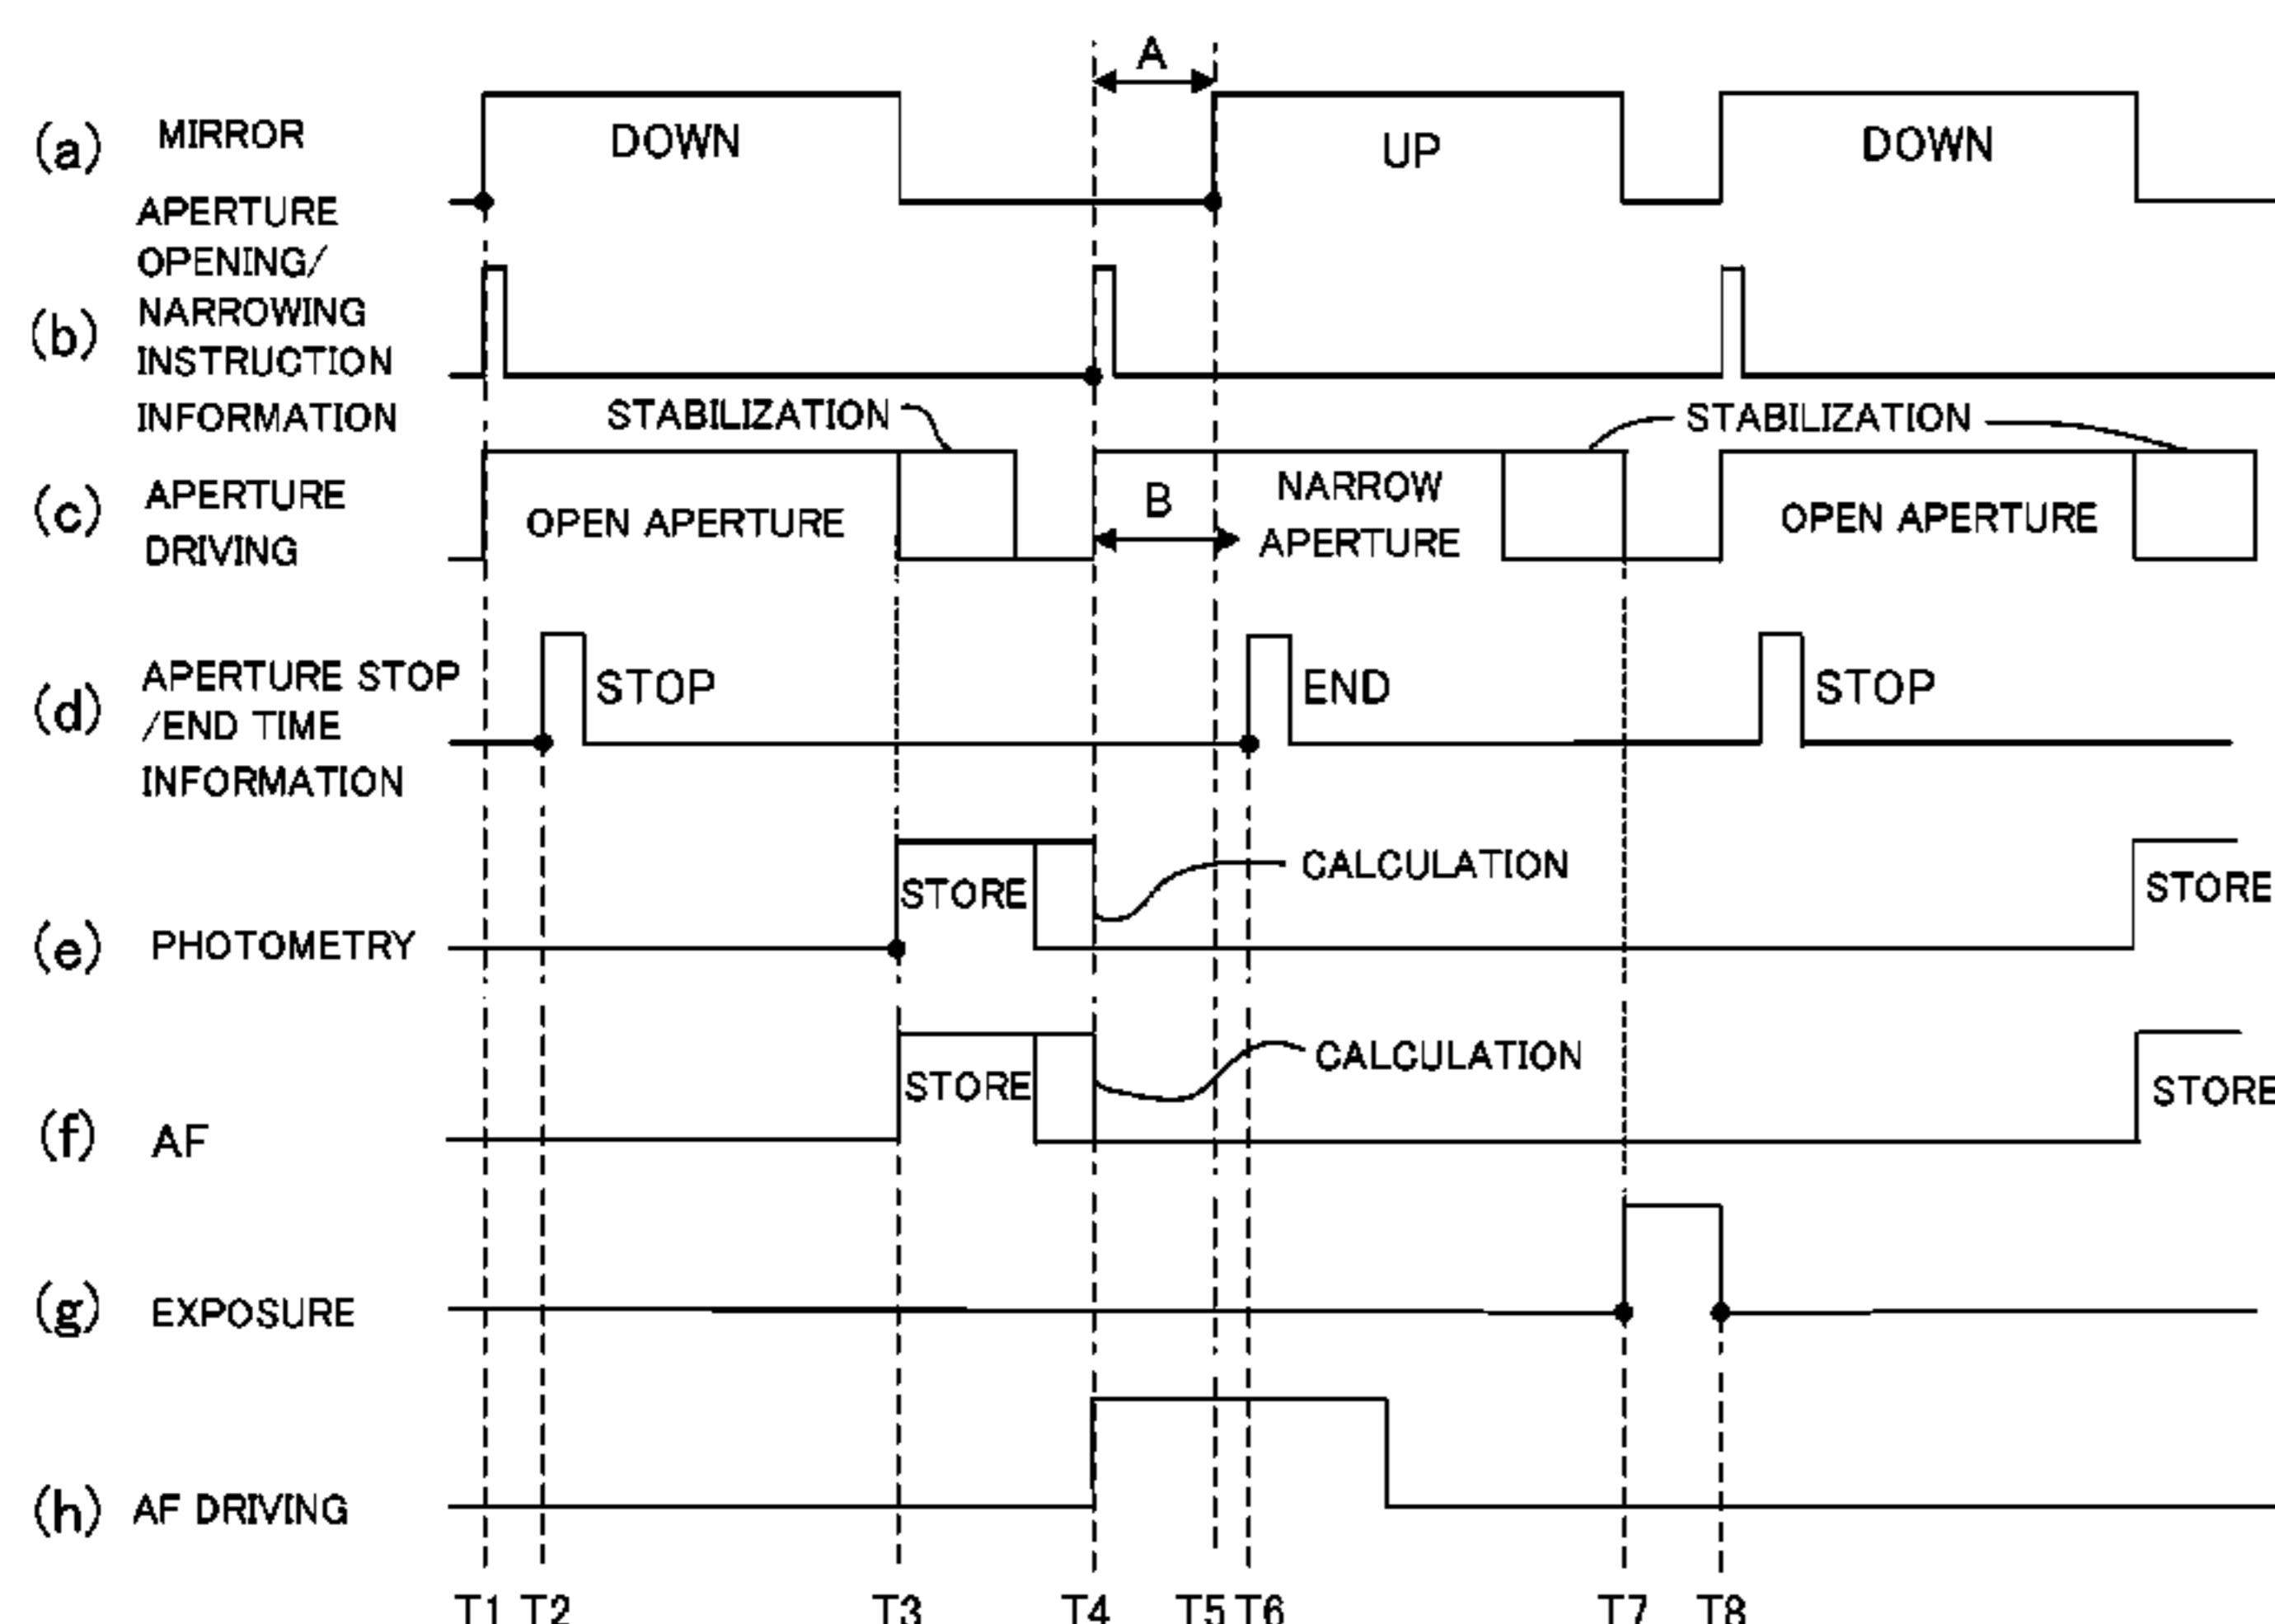 A
(a) MIRROR DOWN UP DOWN
APERTURE
OPENING/
(b) NARROWING
INSTRUCTION
INFORMATION
STABILIZATION STABILIZATION
(c) APERTURE
DRIVING
OPEN APERTURE
B
NARROW
APERTURE
OPEN APERTURE
(d) APERTURE STOP
/END TIME
INFORMATION
STOP END STOP
(e) PHOTOMETRY
STORE CALCULATION STORE
(f) AF
STORE CALCULATION STORE
(g) EXPOSURE
(h) AF DRIVING
T1 T2 T3 T4 T5 T6 T7 T8